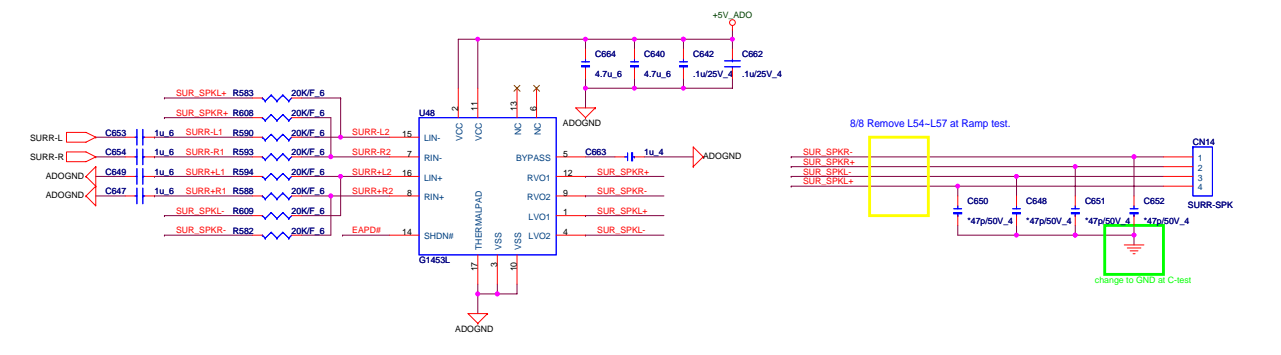 +5V_ADO
C664
C640
C642
C662
4.7u_6
4.7u_6
.1u/25V_4
.1u/25V_4
ADOGND
SUR_SPKL+ R583 20K/F_6
SUR_SPKR+ R608 20K/F_6
SURR-L C653 1u_6 SURR-L1 R590 20K/F_6 SURR-L2
SURR-R C654 1u_6 SURR-R1 R593 20K/F_6 SURR-R2
ADOGND C649 1u_6 SURR+L1 R594 20K/F_6 SURR+L2
ADOGND C647 1u_6 SURR+R1 R588 20K/F_6 SURR+R2
SUR_SPKL- R609 20K/F_6
SUR_SPKR- R582 20K/F_6
EAPD#
U48
2 VCC
11 VCC
13 NC
6 NC
15 LIN-
7 RIN-
16 LIN+
8 RIN+
14 SHDN#
BYPASS 5 C663 1u_4 ADOGND
RVO1 12 SUR_SPKR+
RVO2 9 SUR_SPKR-
LVO1 1 SUR_SPKL+
LVO2 4 SUR_SPKL-
THERMALPAD 17
VSS 3
VSS 10
G1453L
ADOGND
8/8 Remove L54~L57 at Ramp test.
SUR_SPKR-
SUR_SPKR+
SUR_SPKL-
SUR_SPKL+
CN14
1
2
3
4
SURR-SPK
C650
C648
C651
C652
*47p/50V_4
*47p/50V_4
*47p/50V_4
*47p/50V_4
change to GND at C-test